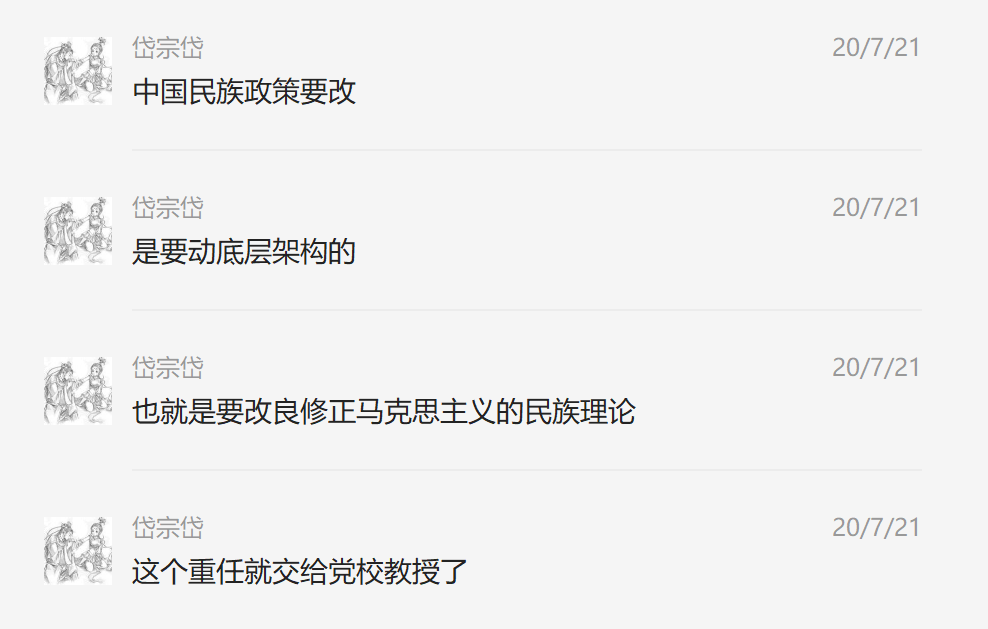 岱宗岱
20/7/21
中国民族政策要改
岱宗岱
20/7/21
是要动底层架构的
岱宗岱
20/7/21
也就是要改良修正马克思主义的民族理论
岱宗岱
20/7/21
这个重任就交给党校教授了